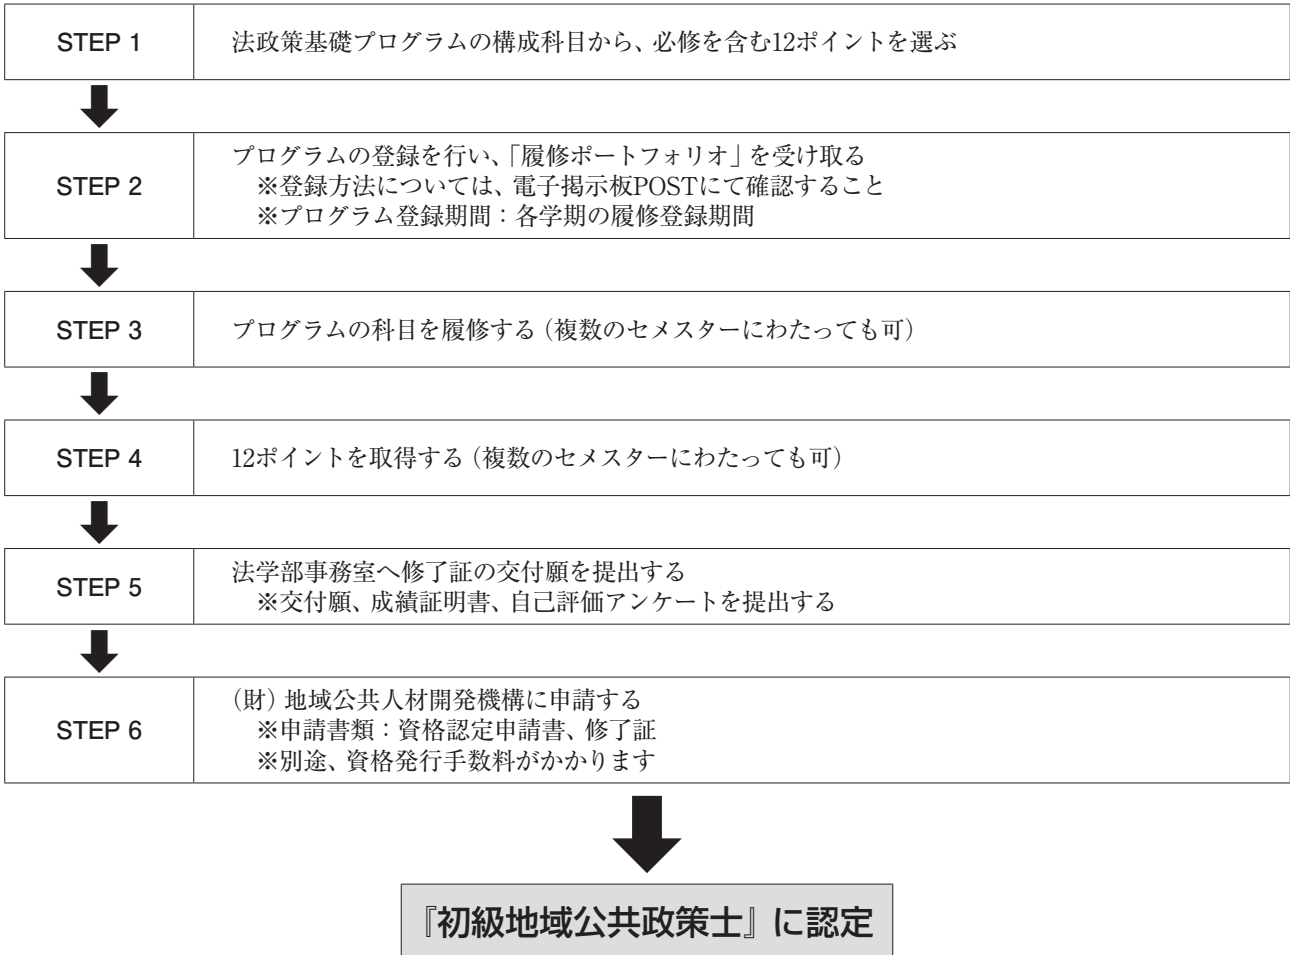 STEP 1
法政策基礎プログラムの構成科目から、必修を含む12ポイントを選ぶ
STEP 2
プログラムの登録を行い、「履修ポートフォリオ」を受け取る
※登録方法については、電子掲示板POSTにて確認すること
※プログラム登録期間：各学期の履修登録期間
STEP 3
プログラムの科目を履修する（複数のセメスターにわたっても可）
STEP 4
12ポイントを取得する（複数のセメスターにわたっても可）
STEP 5
法学部事務室へ修了証の交付願を提出する
※交付願、成績証明書、自己評価アンケートを提出する
STEP 6
（財）地域公共人材開発機構に申請する
※申請書類：資格認定申請書、修了証
※別途、資格発行手数料がかかります
『初級地域公共政策士』に認定